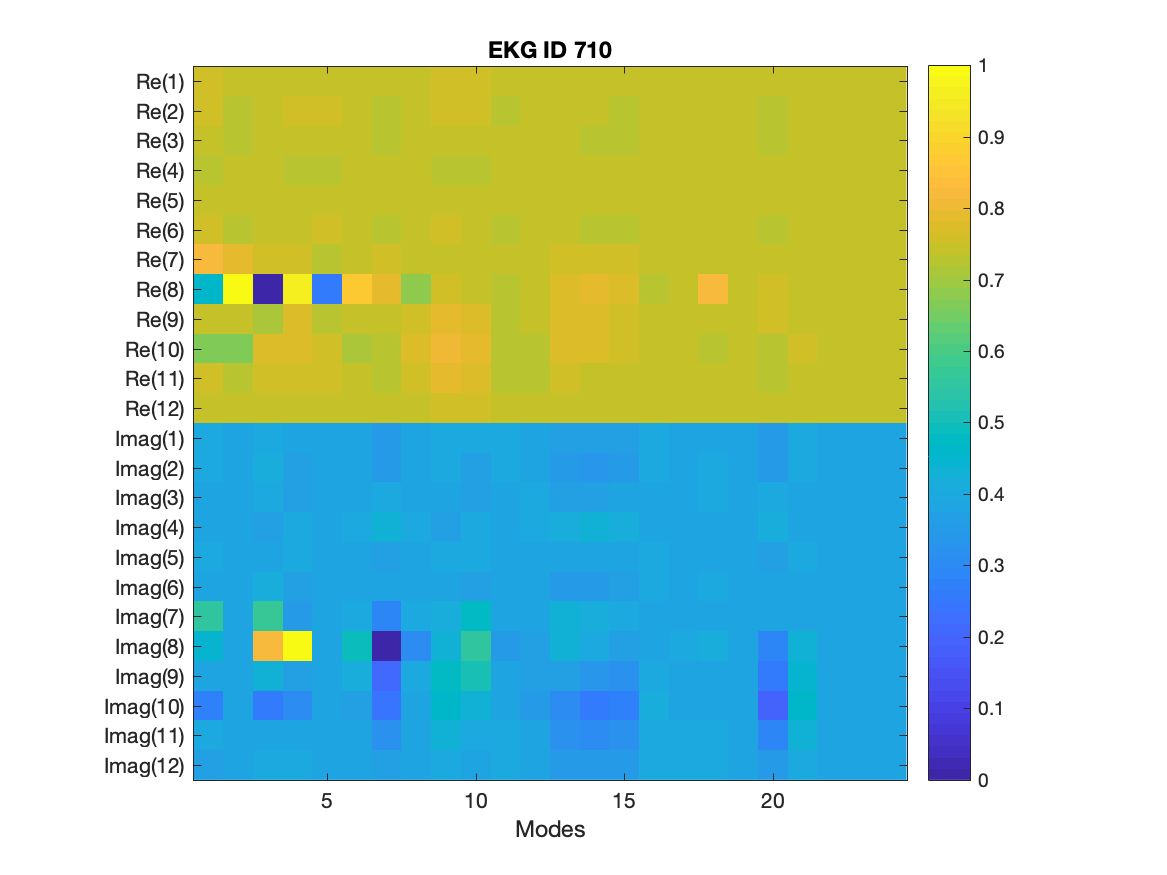 EKG ID 710
Re(1)
Re(2)
Re(3)
Re(4)
Re(5)
Re(6)
Re(7)
Re(8)
Re(9)
Re(10)
Re(11)
Re(12)
Imag(1)
Imag(2)
Imag(3)
Imag(4)
Imag(5)
Imag(6)
Imag(7)
Imag(8)
Imag(9)
Imag(10)
Imag(11)
Imag(12)
5 10 15 20
Modes
1
0.9
0.8
0.7
0.6
0.5
0.4
0.3
0.2
0.1
0